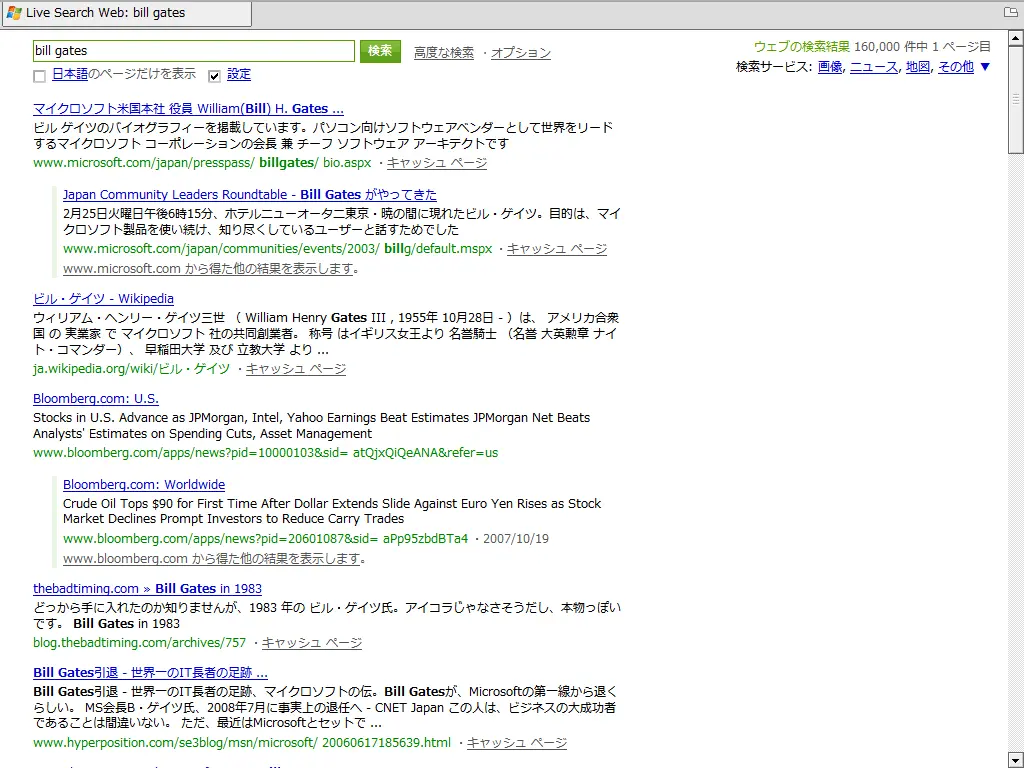 Live Search Web: bill gates
bill gates
検索
高度な検索 ・オプション
ウェブの検索結果 160,000 件中 1 ページ目
日本語のページだけを表示 設定
検索サービス: 画像, ニュース, 地図, その他 ▼
マイクロソフト米国本社 役員 William(Bill) H. Gates ...
ビル ゲイツのバイオグラフィーを掲載しています。パソコン向けソフトウェアベンダーとして世界をリード
するマイクロソフト コーポレーションの会長 兼 チーフ ソフトウェア アーキテクトです
www.microsoft.com/japan/presspass/ billgates/ bio.aspx ・キャッシュ ページ
Japan Community Leaders Roundtable - Bill Gates がやってきた
2月25日火曜日午後6時15分、ホテルニューオータニ東京・暁の間に現れたビル・ゲイツ。目的は、マイ
クロソフト製品を使い続け、知り尽くしているユーザーと話すためでした
www.microsoft.com/japan/communities/events/2003/ billg/default.mspx ・キャッシュ ページ
www.microsoft.com から得た他の結果を表示します。
ビル・ゲイツ - Wikipedia
ウィリアム・ヘンリー・ゲイツ三世 （ William Henry Gates III , 1955年 10月28日 - ）は、 アメリカ合衆
国 の 実業家 で マイクロソフト 社の共同創業者。 称号 はイギリス女王より 名誉騎士 （名誉 大英勲章 ナイ
ト・コマンダー）、 早稲田大学 及び 立教大学 より ...
ja.wikipedia.org/wiki/ビル・ゲイツ ・キャッシュ ページ
Bloomberg.com: U.S.
Stocks in U.S. Advance as JPMorgan, Intel, Yahoo Earnings Beat Estimates JPMorgan Net Beats
Analysts' Estimates on Spending Cuts, Asset Management
www.bloomberg.com/apps/news?pid=10000103&sid= atQjxQiQeANA&refer=us
Bloomberg.com: Worldwide
Crude Oil Tops $90 for First Time After Dollar Extends Slide Against Euro Yen Rises as Stock
Market Declines Prompt Investors to Reduce Carry Trades
www.bloomberg.com/apps/news?pid=20601087&sid= aPp95zbdBTa4 ・2007/10/19
www.bloomberg.com から得た他の結果を表示します。
thebadtiming.com » Bill Gates in 1983
どっから手に入れたのか知りませんが、1983 年の ビル・ゲイツ氏。アイコラじゃなさそうだし、本物っぽい
です。 Bill Gates in 1983
blog.thebadtiming.com/archives/757 ・キャッシュ ページ
Bill Gates引退 - 世界一のIT長者の足跡 ...
Bill Gates引退 - 世界一のIT長者の足跡、マイクロソフトの伝。Bill Gatesが、Microsoftの第一線から退く
らしい。 MS会長B・ゲイツ氏、2008年7月に事実上の退任へ - CNET Japan この人は、ビジネスの大成功者
であることは間違いない。 ただ、最近はMicrosoftとセットで ...
www.hyperposition.com/se3blog/msn/microsoft/ 20060617185639.html ・キャッシュ ページ